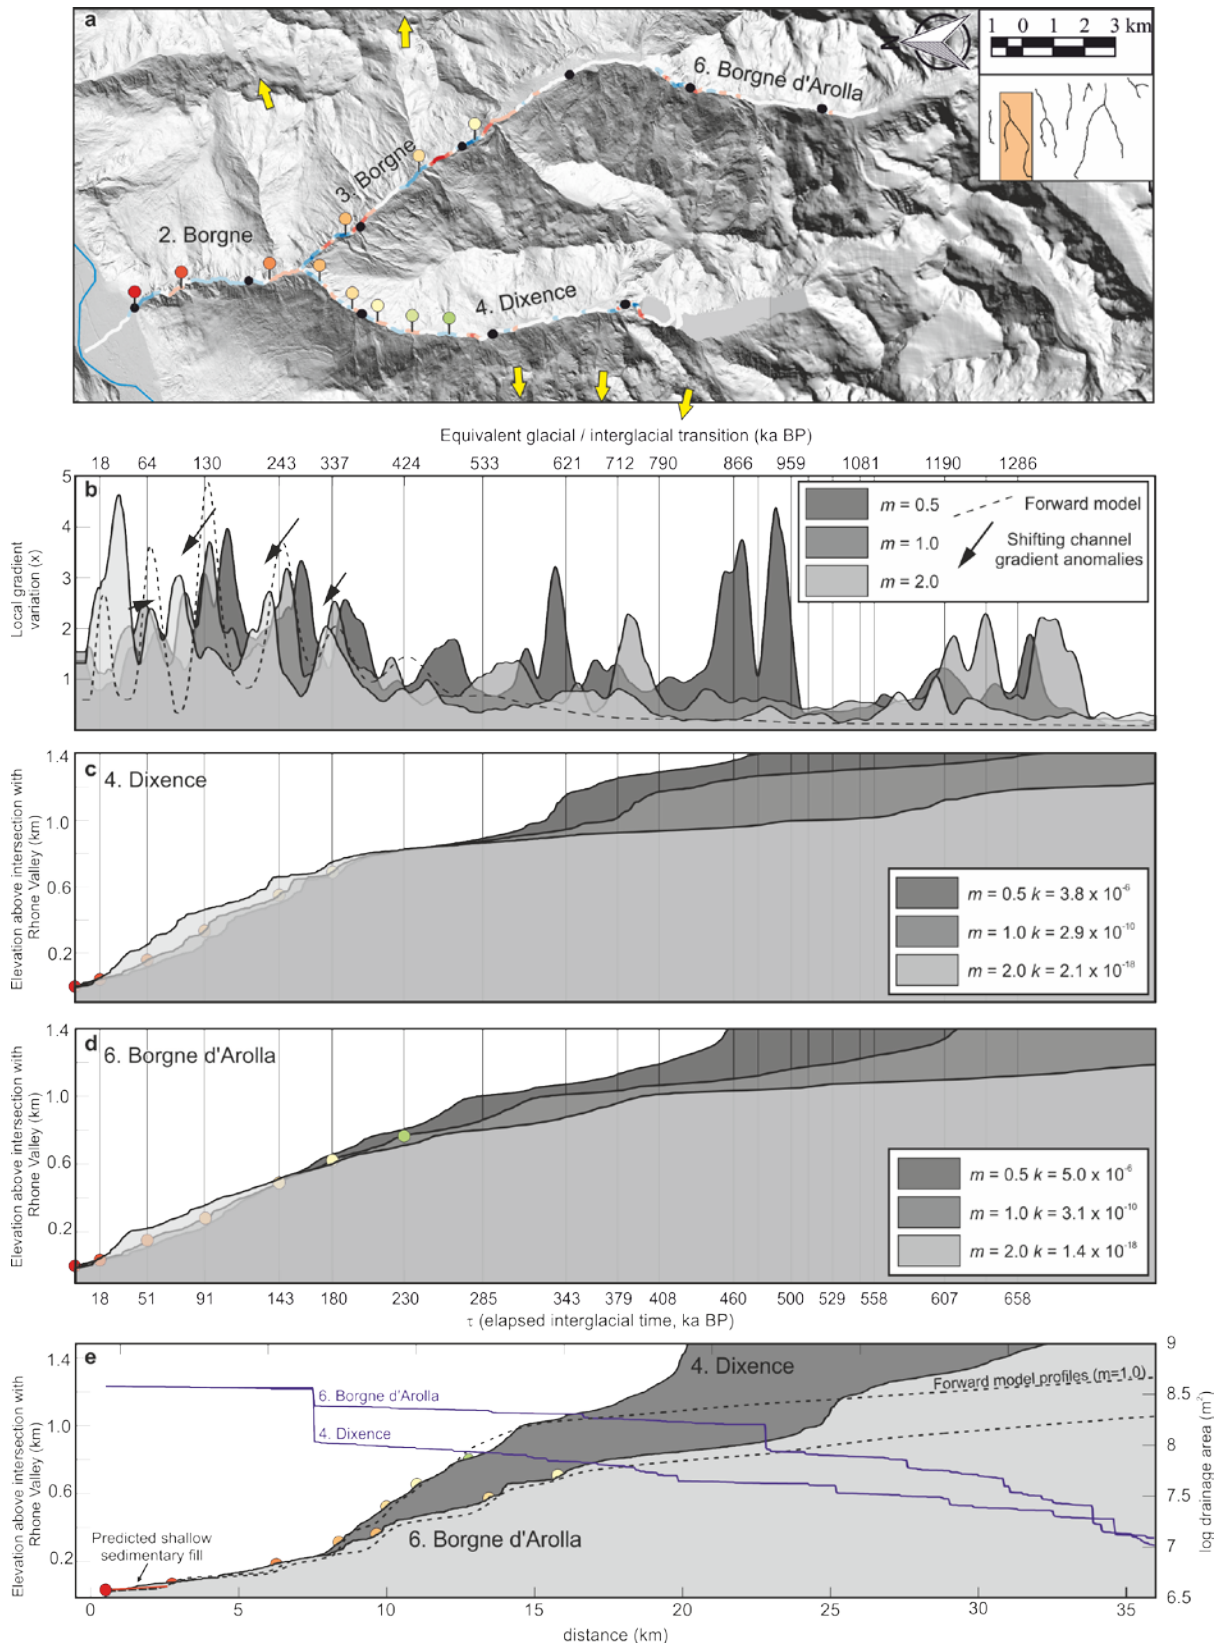 a
1 0 1 2 3 km
N
6. Borgne d'Arolla
3. Borgne
2. Borgne
4. Dixence
Equivalent glacial / interglacial transition (ka BP)
18 64 130 243 337 424 533 621 712 790 866 959 1081 1190 1286
b
5
4
3
2
1
Local gradient
variation (x)
m = 0.5
m = 1.0
m = 2.0
Forward model
Shifting channel
gradient anomalies
c
4. Dixence
1.4
1.0
0.6
0.2
Elevation above intersection with
Rhone Valley (km)
m = 0.5 k = 3.8 x 10⁻⁶
m = 1.0 k = 2.9 x 10⁻¹⁰
m = 2.0 k = 2.1 x 10⁻¹⁸
d
6. Borgne d'Arolla
1.4
1.0
0.6
0.2
Elevation above intersection with
Rhone Valley (km)
m = 0.5 k = 5.0 x 10⁻⁶
m = 1.0 k = 3.1 x 10⁻¹⁰
m = 2.0 k = 1.4 x 10⁻¹⁸
18 51 91 143 180 230 285 343 379 408 460 500 529 558 607 658
τ (elapsed interglacial time, ka BP)
e
1.4
1.0
0.6
0.2
Elevation above intersection with
Rhone Valley (km)
4. Dixence
6. Borgne d'Arolla
Forward model profiles (m=1.0)
4. Dixence
6. Borgne d'Arolla
Predicted shallow
sedimentary fill
9
8.5
8
7.5
7
6.5
log drainage area (m²)
0 5 10 15 20 25 30 35
distance (km)